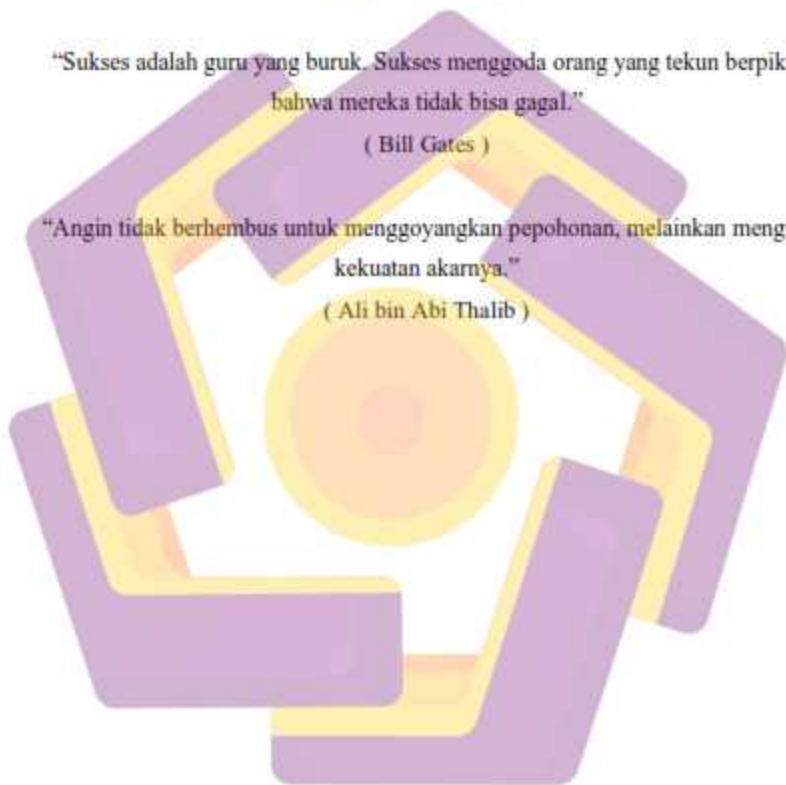 “Sukses adalah guru yang buruk. Sukses menggoda orang yang tekun berpik
bahwa mereka tidak bisa gagal.”
( Bill Gates )
“Angin tidak berhembus untuk menggoyangkan pepohonan, melainkan meng
kekuatan akarnya.”
( Ali bin Abi Thalib )